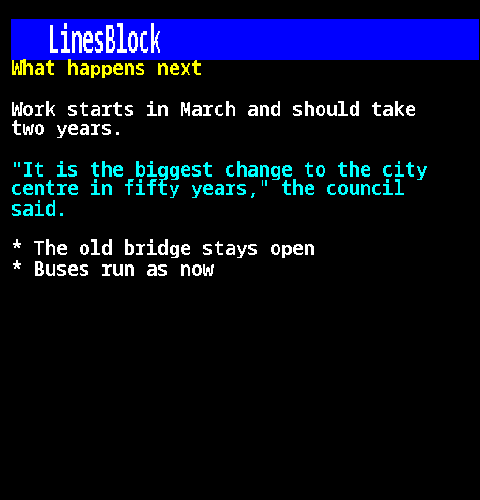 LinesBlock
What happens next
Work starts in March and should take
two years.
"It is the biggest change to the city
centre in fifty years," the council
said.
* The old bridge stays open
* Buses run as now